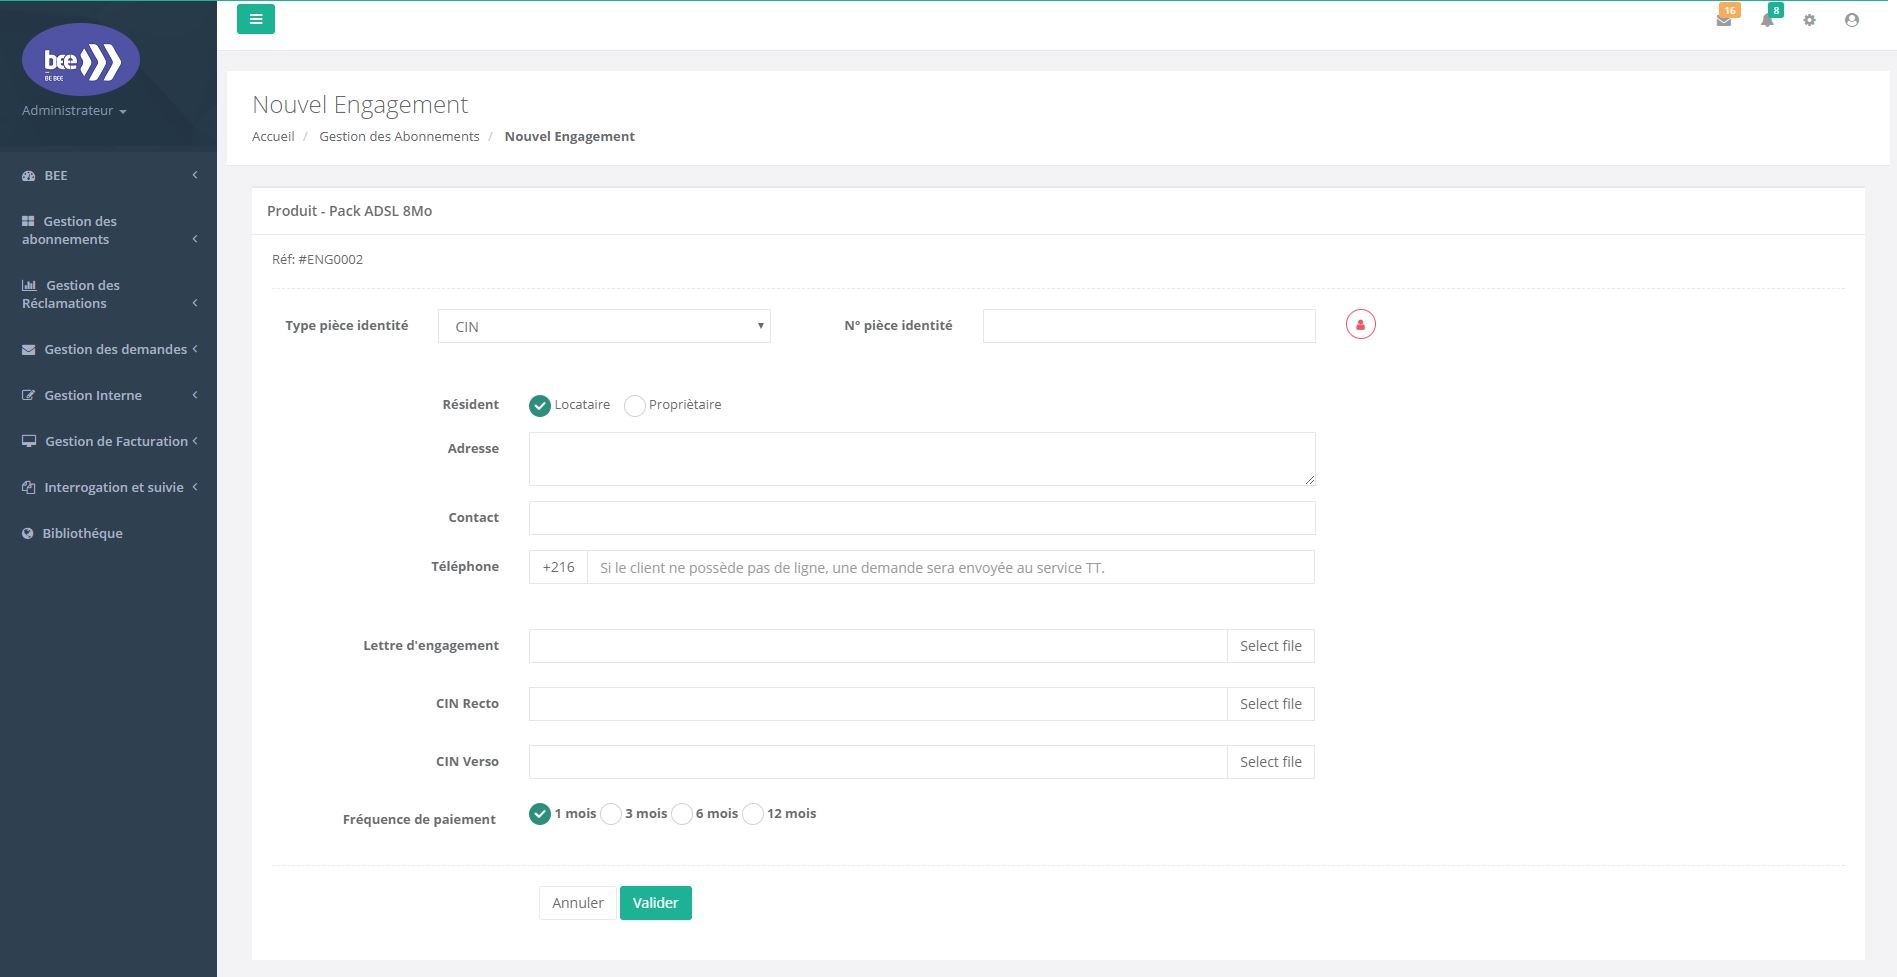 16
8
bee
BE BEE
Administrateur
BEE
Gestion des
abonnements
Gestion des
Réclamations
Gestion des demandes
Gestion Interne
Gestion de Facturation
Interrogation et suivie
Bibliothéque
Nouvel Engagement
Accueil / Gestion des Abonnements / Nouvel Engagement
Produit - Pack ADSL 8Mo
Réf: #ENG0002
Type pièce identité CIN N° pièce identité
Résident Locataire Propriètaire
Adresse
Contact
Téléphone +216 Si le client ne possède pas de ligne, une demande sera envoyée au service TT.
Lettre d'engagement Select file
CIN Recto Select file
CIN Verso Select file
Fréquence de paiement 1 mois 3 mois 6 mois 12 mois
Annuler Valider